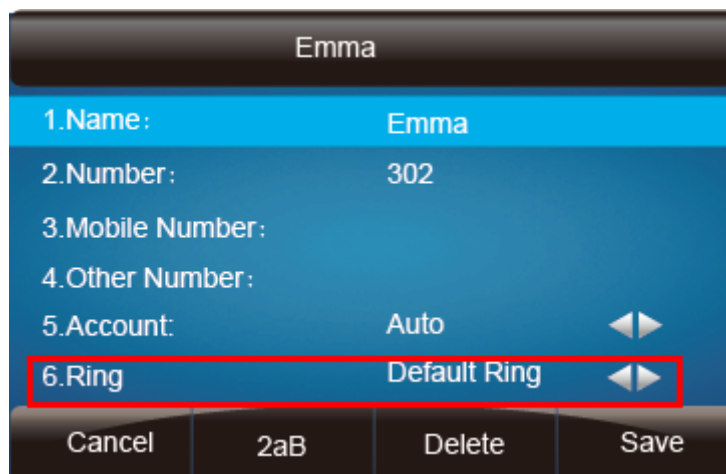 Emma
1.Name: Emma
2.Number: 302
3.Mobile Number:
4.Other Number:
5.Account: Auto
6.Ring Default Ring
Cancel 2aB Delete Save